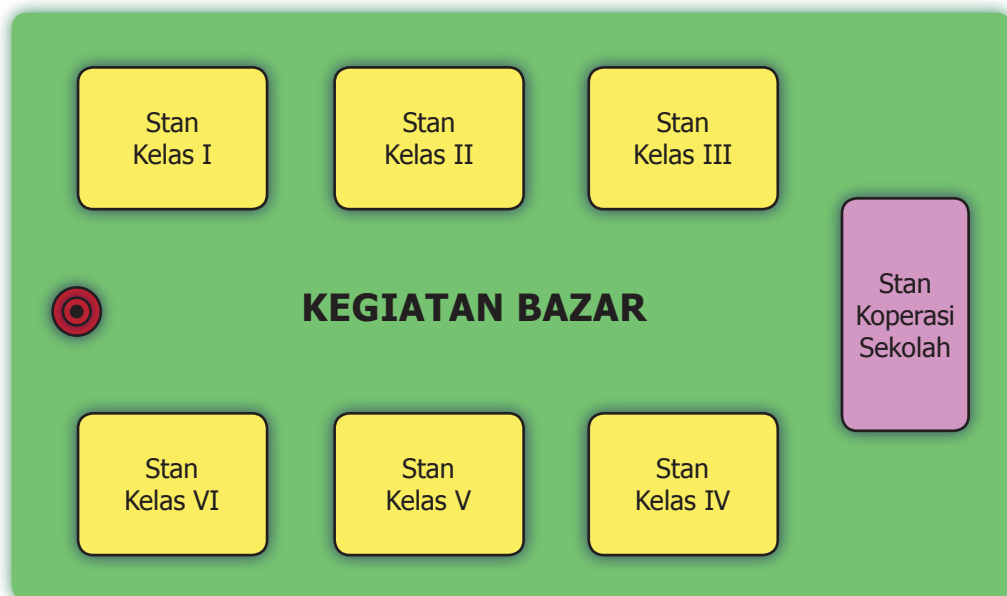 Stan
Kelas I
Stan
Kelas II
Stan
Kelas III
KEGIATAN BAZAR
Stan
Koperasi
Sekolah
Stan
Kelas VI
Stan
Kelas V
Stan
Kelas IV